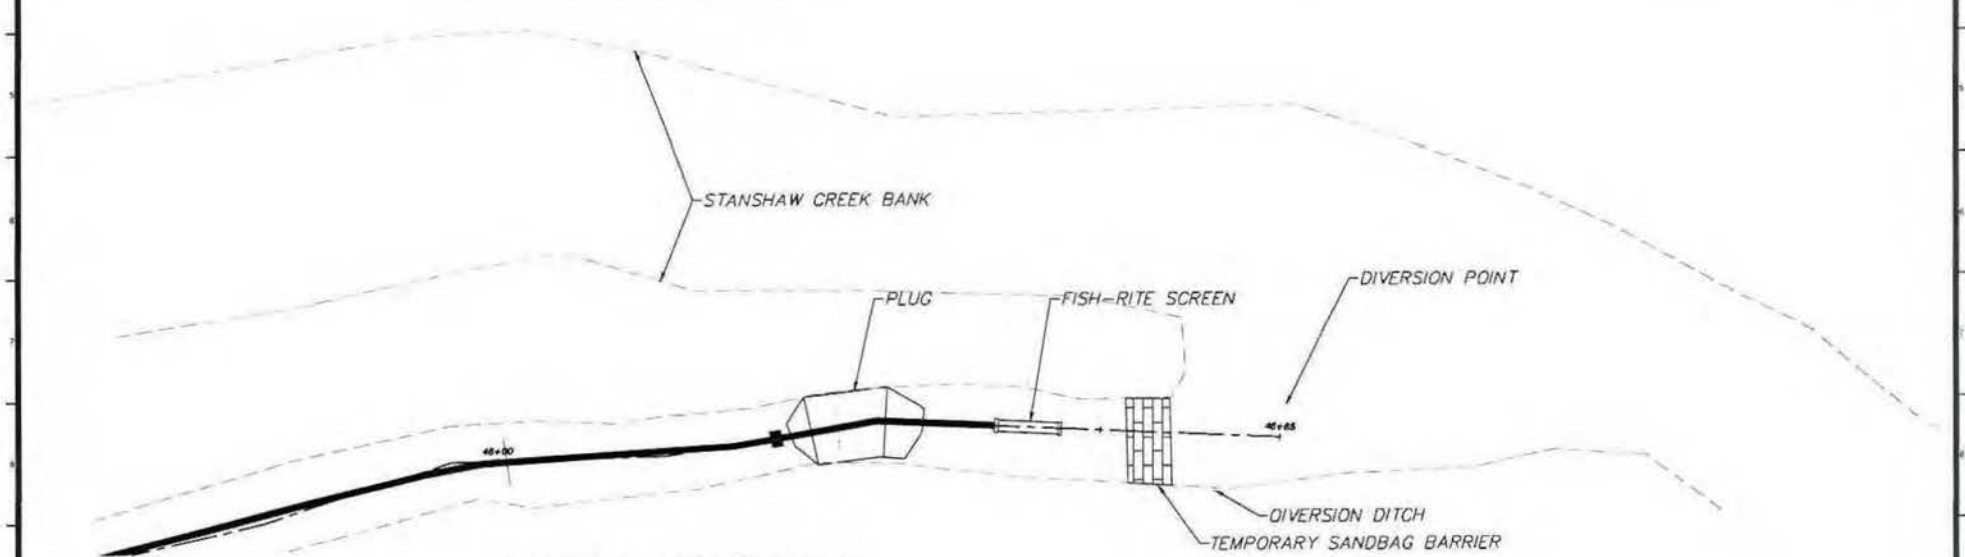 STANSHAW CREEK BANK
DIVERSION POINT
PLUG
FISH-RITE SCREEN
46+00
46+65
DIVERSION DITCH
TEMPORARY SANDBAG BARRIER